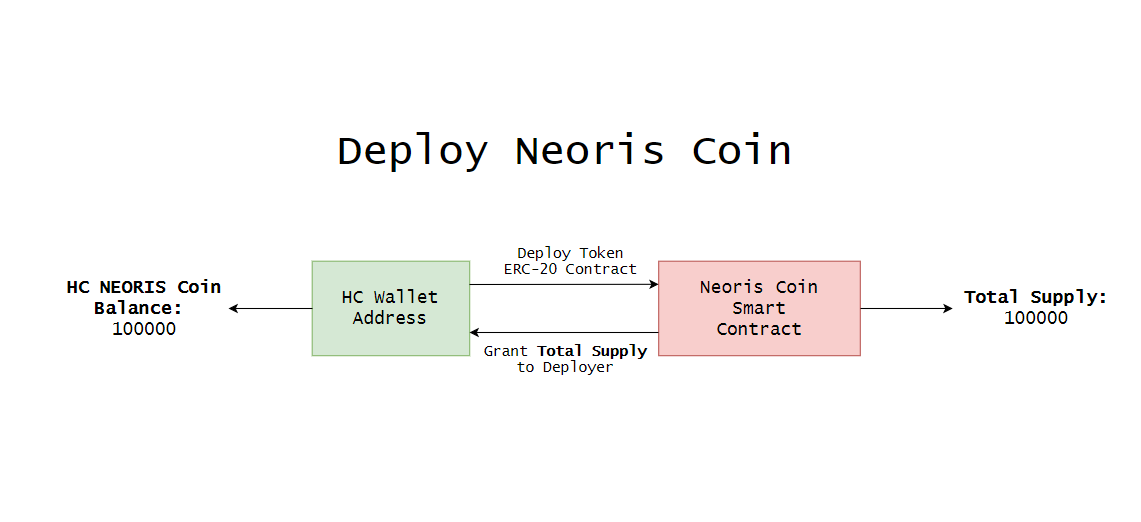 Deploy Neoris Coin
Deploy Token
ERC-20 Contract
HC NEORIS Coin
Balance:
100000
HC Wallet
Address
Neoris Coin
Smart
Contract
Total Supply:
100000
Grant Total Supply
to Deployer